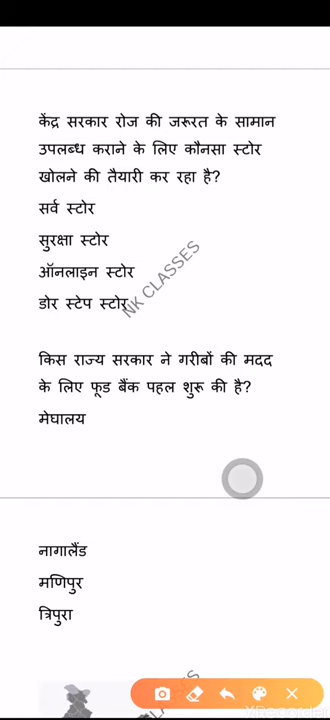 केंद्र सरकार रोज की जरूरत के सामान
उपलब्ध कराने के लिए कौनसा स्टोर
खोलने की तैयारी कर रहा है?
सर्व स्टोर
सुरक्षा स्टोर
ऑनलाइन स्टोर
डोर स्टेप स्टोर
NK CLASSES
किस राज्य सरकार ने गरीबों की मदद
के लिए फूड बैंक पहल शुरू की है?
मेघालय
नागालैंड
मणिपुर
त्रिपुरा
XRecorder